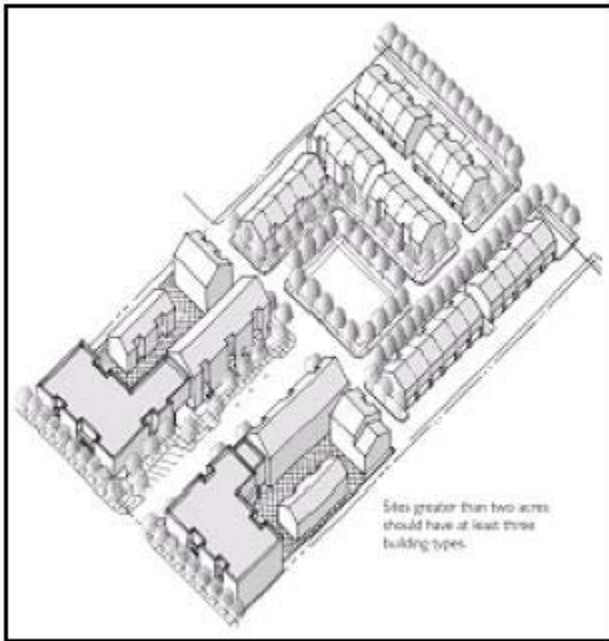 Sites greater than two acres
should have at least three
building types.